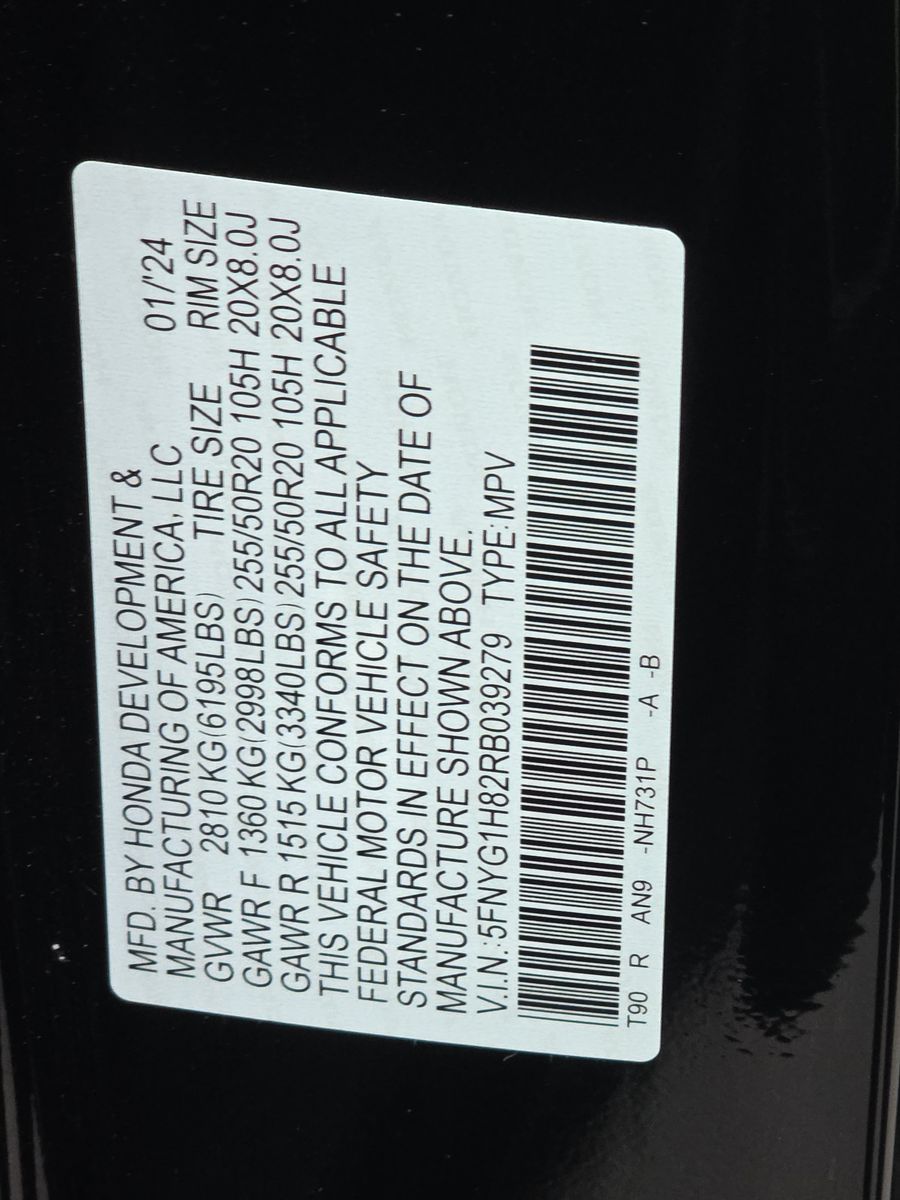 MFD. BY HONDA DEVELOPMENT &
MANUFACTURING OF AMERICA, LLC 01/'24
GVWR 2810 KG(6195LBS) TIRE SIZE RIM SIZE
GAWR F 1360 KG(2998LBS) 255/50R20 105H 20X8.0J
GAWR R 1515 KG(3340LBS) 255/50R20 105H 20X8.0J
THIS VEHICLE CONFORMS TO ALL APPLICABLE
FEDERAL MOTOR VEHICLE SAFETY
STANDARDS IN EFFECT ON THE DATE OF
MANUFACTURE SHOWN ABOVE.
V.I.N.:5FNYG1H82RB039279 TYPE:MPV
T90 R AN9 -NH731P -A -B